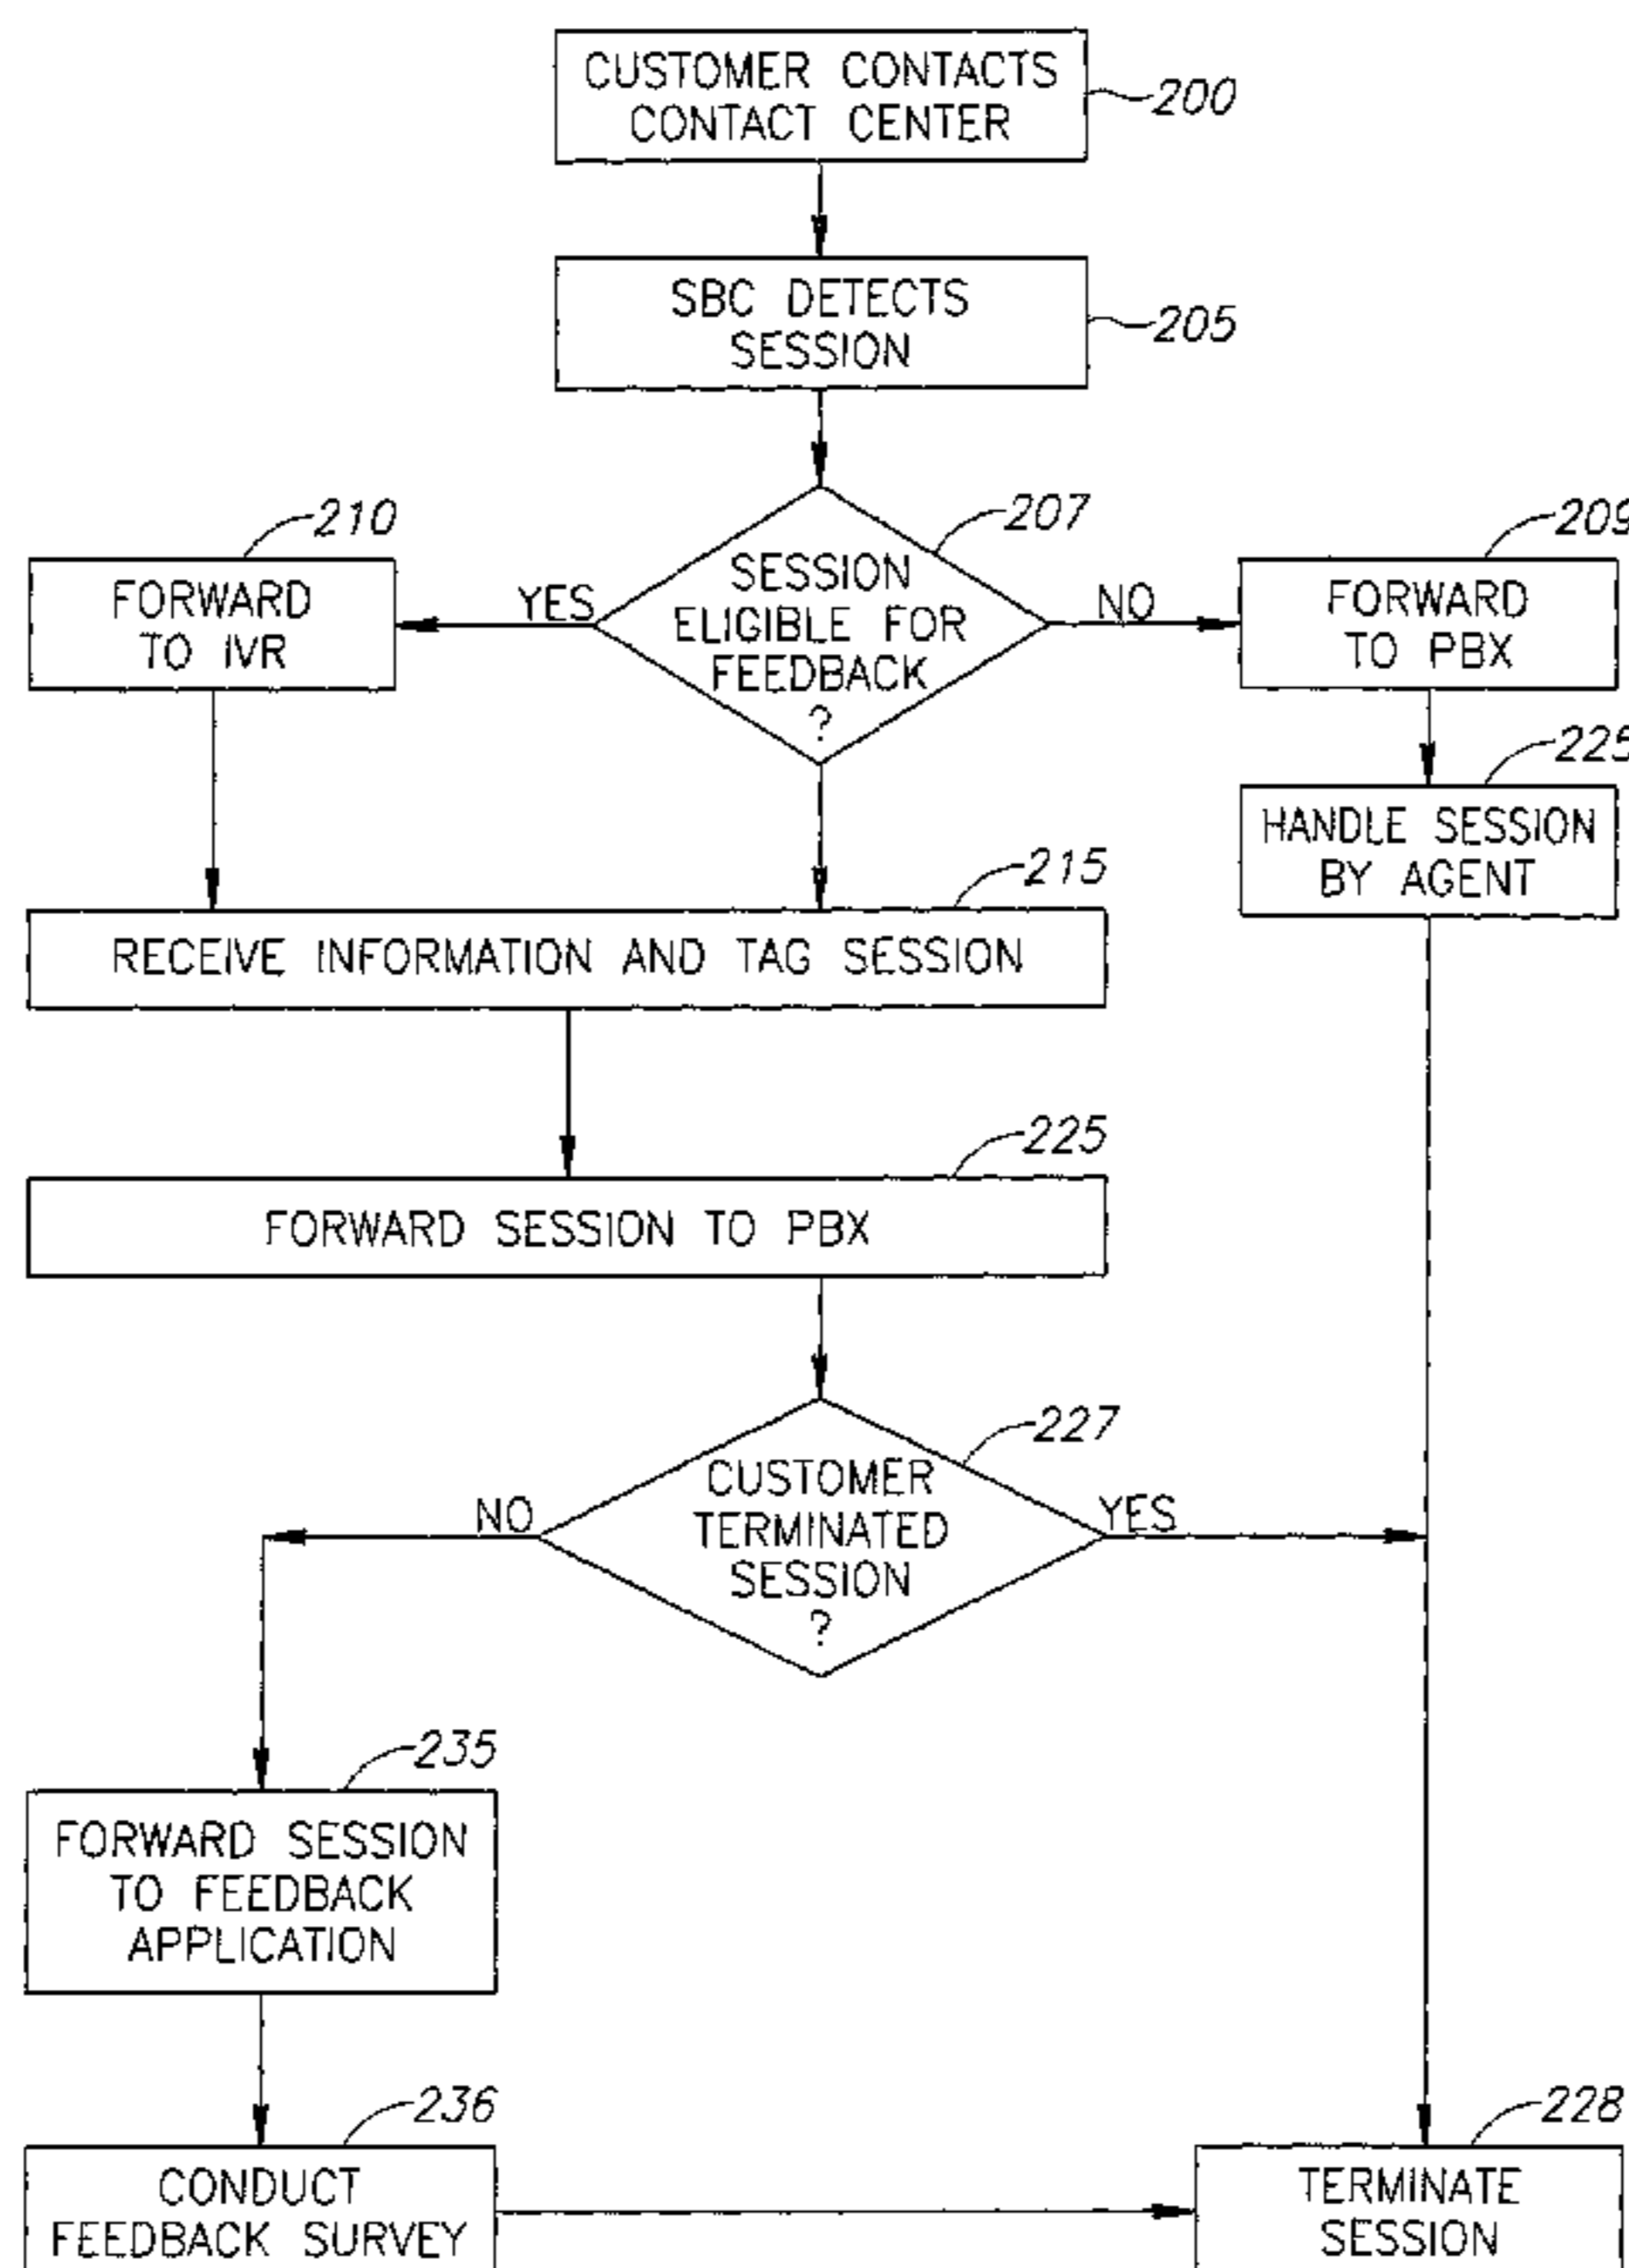 CUSTOMER CONTACTS
CONTACT CENTER
200
SBC DETECTS
SESSION
205
210
FORWARD
TO IVR
YES
207
SESSION
ELIGIBLE FOR
FEEDBACK
?
NO
209
FORWARD
TO PBX
225
HANDLE SESSION
BY AGENT
215
RECEIVE INFORMATION AND TAG SESSION
225
FORWARD SESSION TO PBX
227
CUSTOMER
TERMINATED
SESSION
?
NO
YES
235
FORWARD SESSION
TO FEEDBACK
APPLICATION
236
CONDUCT
FEEDBACK SURVEY
228
TERMINATE
SESSION